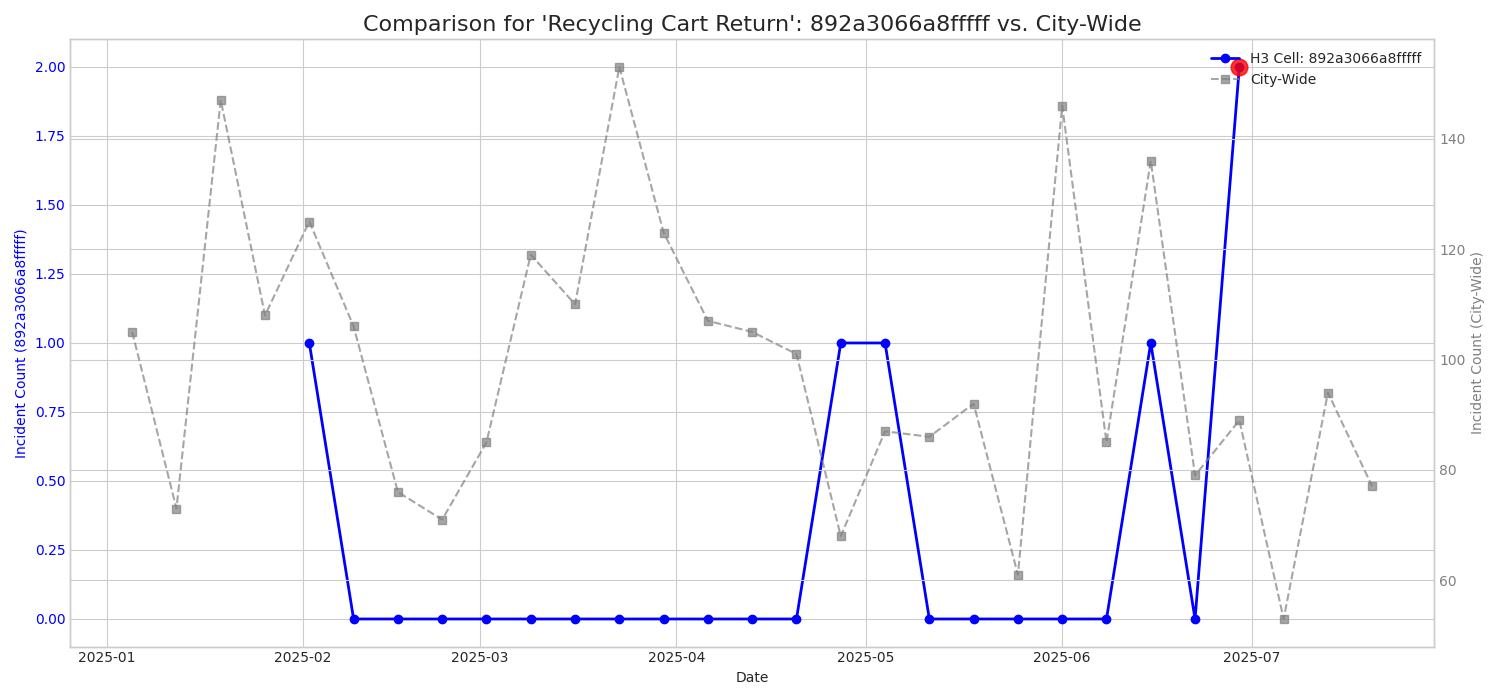 Comparison for 'Recycling Cart Return': 892a3066a8fffff vs. City-Wide
H3 Cell: 892a3066a8fffff
City-Wide
Incident Count (892a3066a8fffff)
2.00
1.75
1.50
1.25
1.00
0.75
0.50
0.25
0.00
140
120
100
80
60
Incident Count (City-Wide)
2025-01 2025-02 2025-03 2025-04 2025-05 2025-06 2025-07
Date